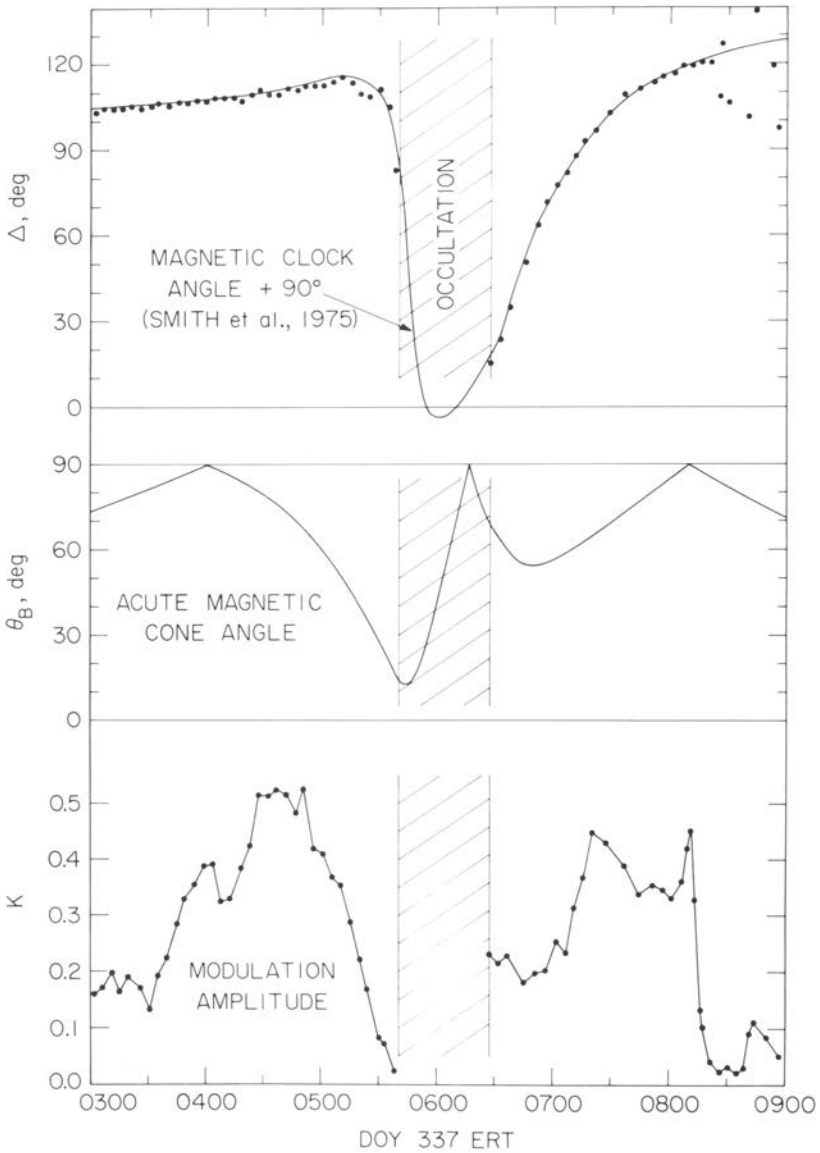 120
90
60
30
0
Δ, deg
MAGNETIC CLOCK
ANGLE + 90°
(SMITH et al., 1975)
OCCULTATION
90
60
30
0
θB, deg
ACUTE MAGNETIC
CONE ANGLE
0.5
0.4
0.3
0.2
0.1
0.0
K
MODULATION
AMPLITUDE
0300
0400
0500
0600
0700
0800
0900
DOY 337 ERT